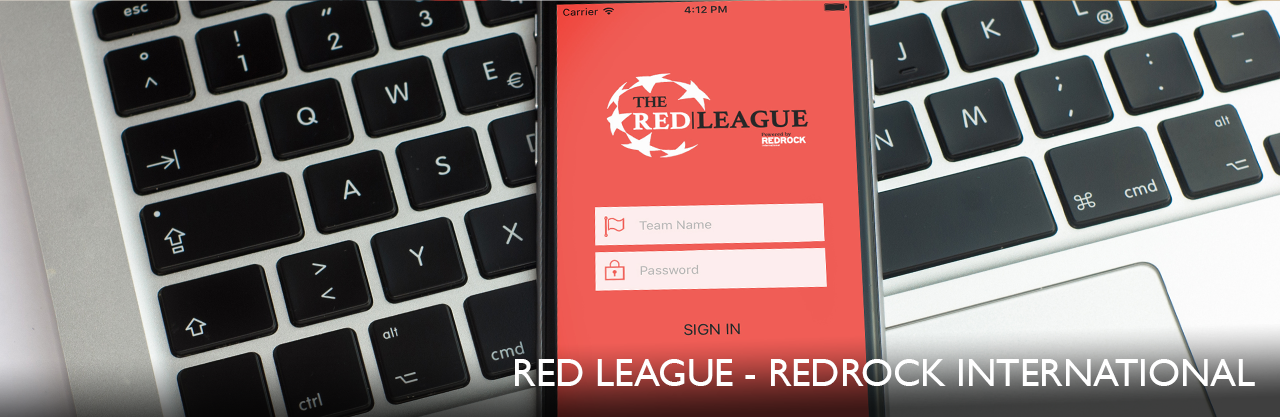 Carrier
4:12 PM
THE
RED|LEAGUE
Powered by
REDROCK
Team Name
Password
SIGN IN
RED LEAGUE - REDROCK INTERNATIONAL
esc
!
1
"
2
3
Q
W
E €
A
S
Y
X
>
<
alt
cmd
ctrl
J
K
L @
N
M
;
,
:
.
_
-
cmd
alt